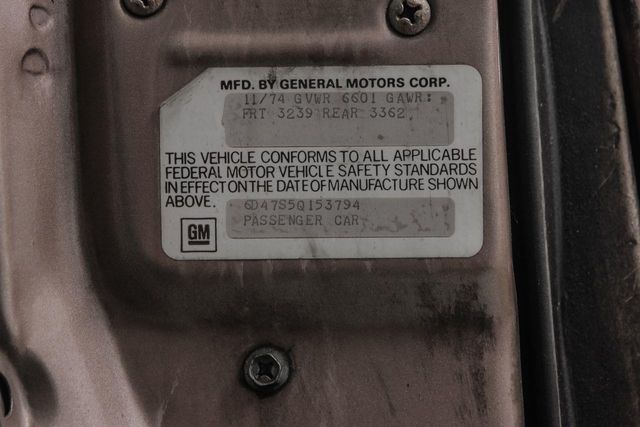 MFD. BY GENERAL MOTORS CORP.
11/74 GVWR 6601 GAWR:
FRT 3239 REAR 3362
THIS VEHICLE CONFORMS TO ALL APPLICABLE
FEDERAL MOTOR VEHICLE SAFETY STANDARDS
IN EFFECT ON THE DATE OF MANUFACTURE SHOWN
ABOVE.
6D47S5Q153794
PASSENGER CAR
GM